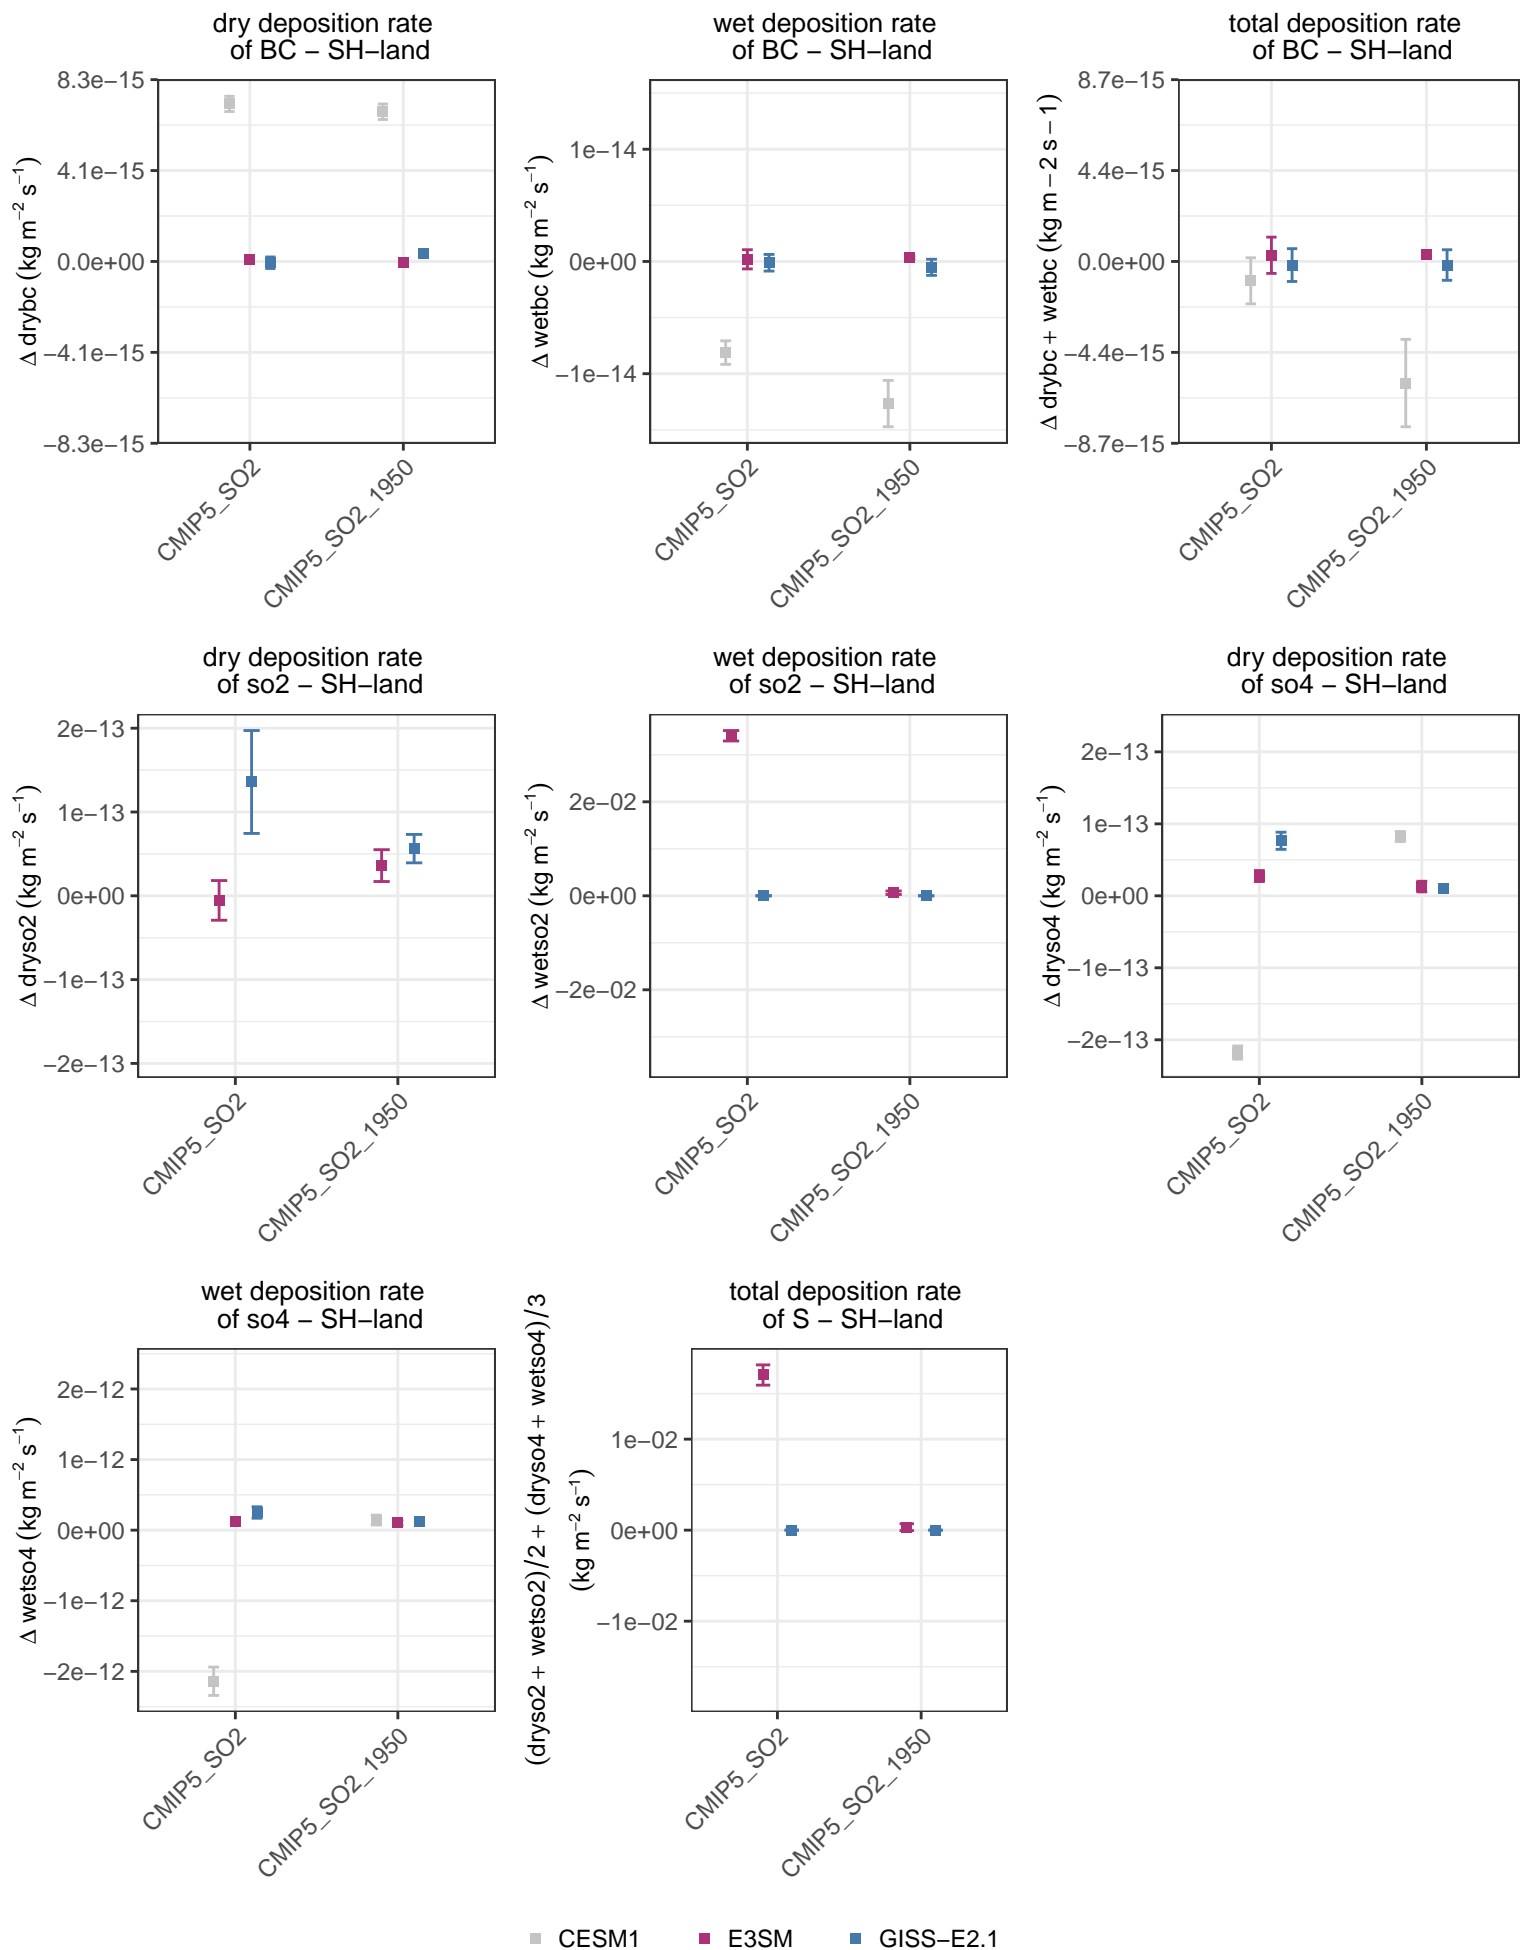 dry deposition rate
of BC − SH−land
Δ drybc (kg m⁻² s⁻¹)
8.3e−15
4.1e−15
0.0e+00
−4.1e−15
−8.3e−15
CMIP5_SO2
CMIP5_SO2_1950
wet deposition rate
of BC − SH−land
Δ wetbc (kg m⁻² s⁻¹)
1e−14
0e+00
−1e−14
CMIP5_SO2
CMIP5_SO2_1950
total deposition rate
of BC − SH−land
Δ drybc + wetbc (kg m − 2 s − 1)
8.7e−15
4.4e−15
0.0e+00
−4.4e−15
−8.7e−15
CMIP5_SO2
CMIP5_SO2_1950
dry deposition rate
of so2 − SH−land
Δ dryso2 (kg m⁻² s⁻¹)
2e−13
1e−13
0e+00
−1e−13
−2e−13
CMIP5_SO2
CMIP5_SO2_1950
wet deposition rate
of so2 − SH−land
Δ wetso2 (kg m⁻² s⁻¹)
2e−02
0e+00
−2e−02
CMIP5_SO2
CMIP5_SO2_1950
dry deposition rate
of so4 − SH−land
Δ dryso4 (kg m⁻² s⁻¹)
2e−13
1e−13
0e+00
−1e−13
−2e−13
CMIP5_SO2
CMIP5_SO2_1950
wet deposition rate
of so4 − SH−land
Δ wetso4 (kg m⁻² s⁻¹)
2e−12
1e−12
0e+00
−1e−12
−2e−12
CMIP5_SO2
CMIP5_SO2_1950
total deposition rate
of S − SH−land
(dryso2 + wetso2)/2 + (dryso4 + wetso4)/3
(kg m⁻² s⁻¹)
1e−02
0e+00
−1e−02
CMIP5_SO2
CMIP5_SO2_1950
CESM1
E3SM
GISS−E2.1